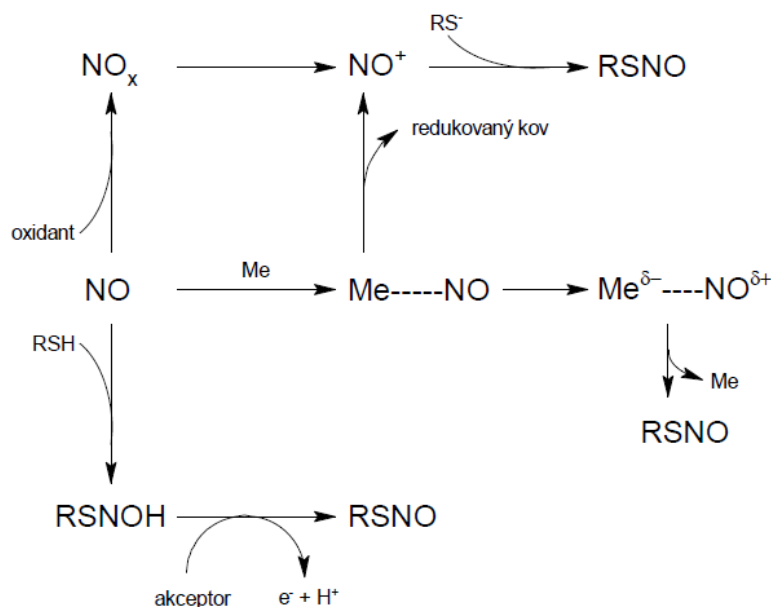 RS⁻
NOₓ
NO⁺
RSNO
redukovaný kov
oxidant
NO
Me
Me-----NO
Meᵟ⁻----NOᵟ⁺
RSH
Me
RSNO
RSNOH
RSNO
akceptor
e⁻ + H⁺